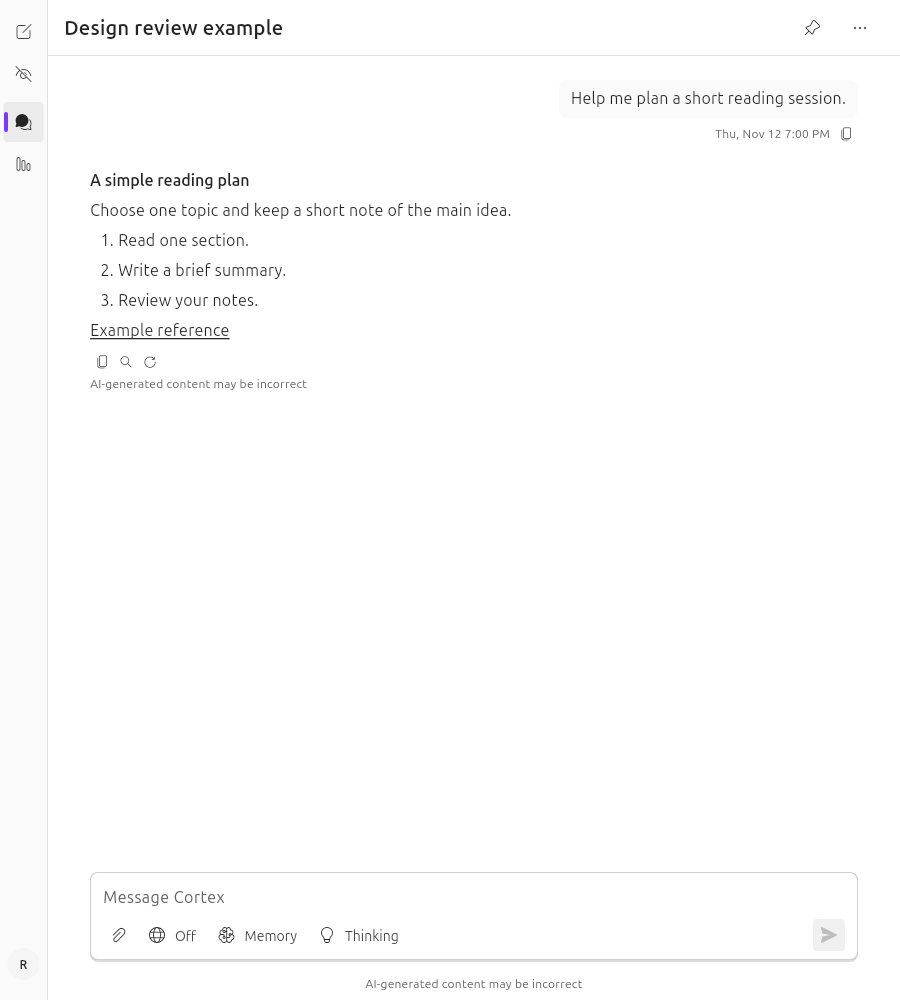 Design review example
Help me plan a short reading session.
Thu, Nov 12 7:00 PM
A simple reading plan
Choose one topic and keep a short note of the main idea.
1. Read one section.
2. Write a brief summary.
3. Review your notes.
Example reference
AI-generated content may be incorrect
Message Cortex
Off Memory Thinking
R
AI-generated content may be incorrect